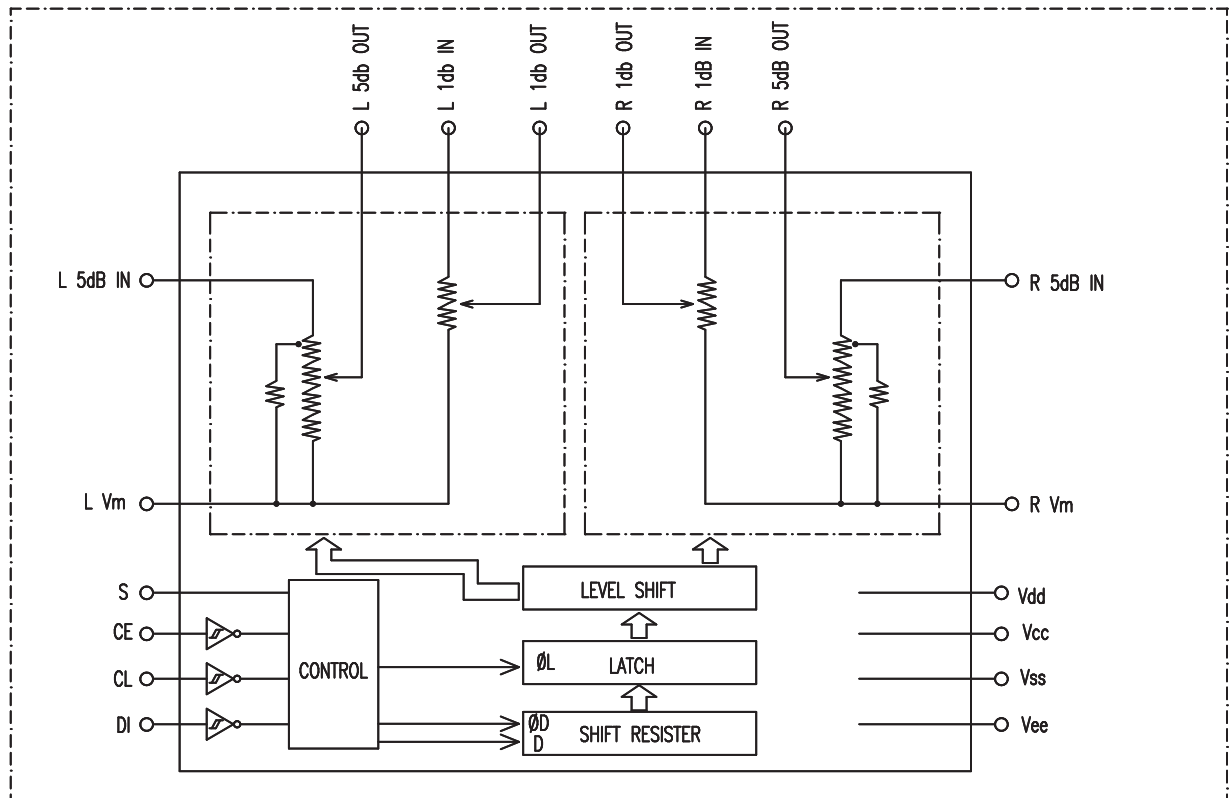 L 5db OUT
L 1db IN
L 1db OUT
R 1db OUT
R 1dB IN
R 5dB OUT
L 5dB IN
R 5dB IN
L Vm
R Vm
S
CE
CL
DI
CONTROL
LEVEL SHIFT
ØL LATCH
ØD
D
SHIFT RESISTER
Vdd
Vcc
Vss
Vee